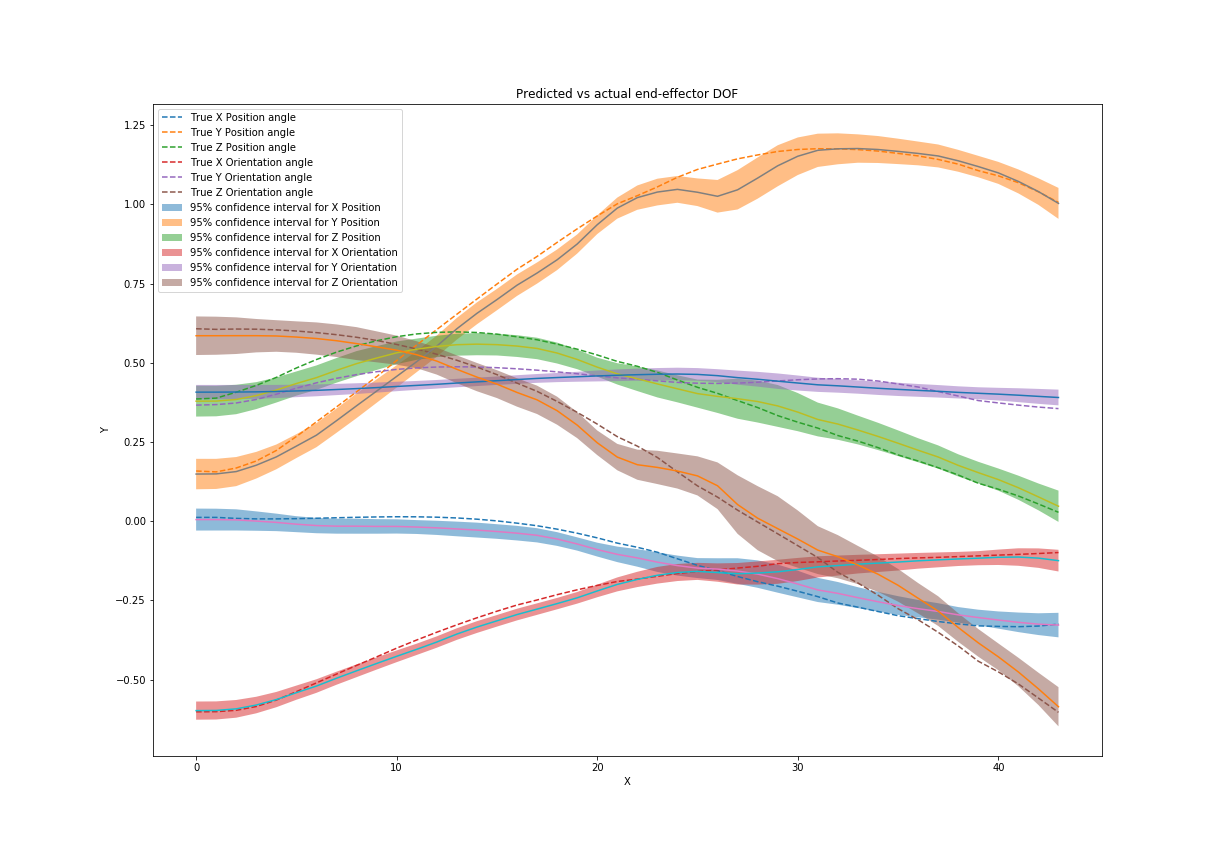 Predicted vs actual end-effector DOF
True X Position angle
True Y Position angle
True Z Position angle
True X Orientation angle
True Y Orientation angle
True Z Orientation angle
95% confidence interval for X Position
95% confidence interval for Y Position
95% confidence interval for Z Position
95% confidence interval for X Orientation
95% confidence interval for Y Orientation
95% confidence interval for Z Orientation
1.25
1.00
0.75
0.50
0.25
0.00
−0.25
−0.50
Y
0 10 20 30 40
X